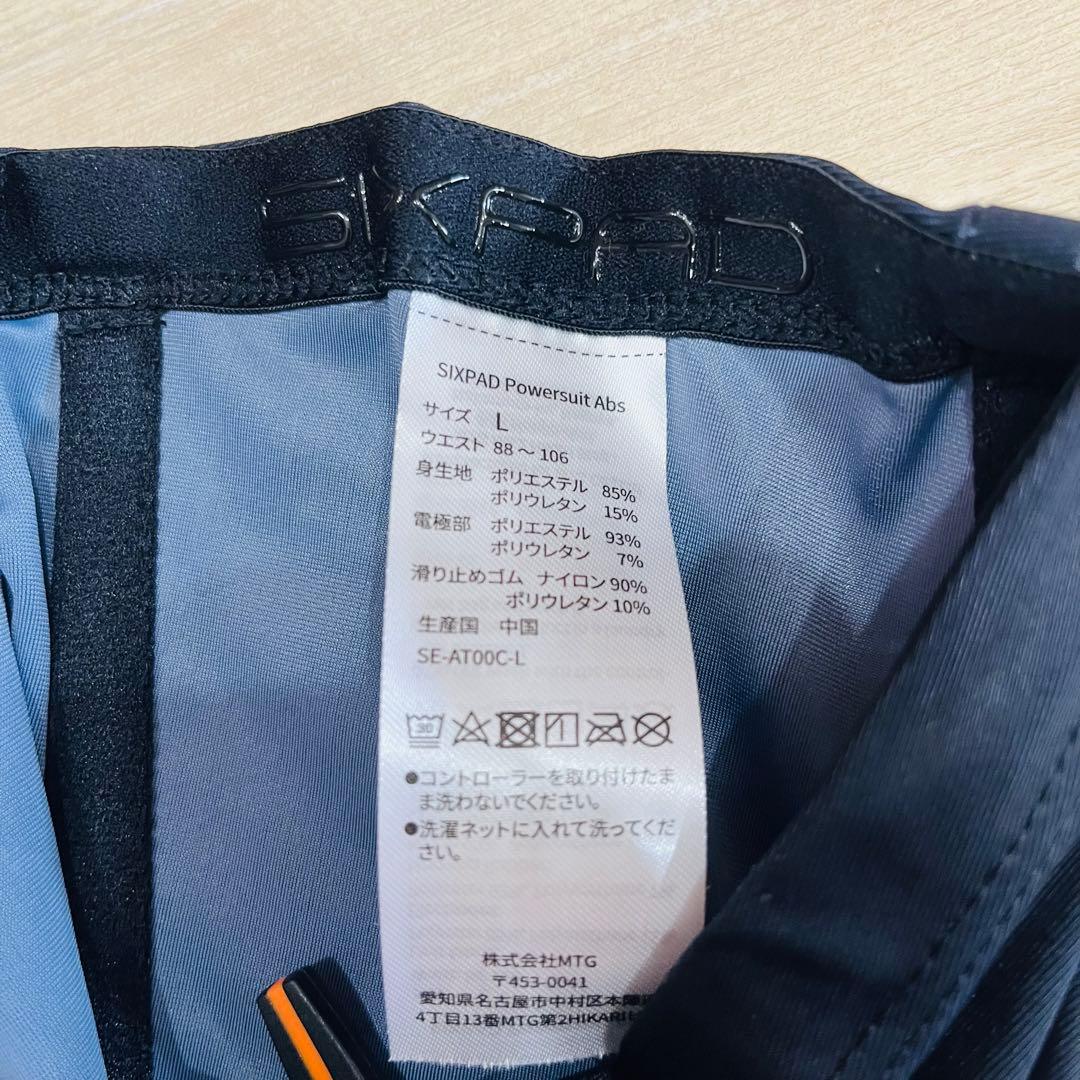 SIXPAD
SIXPAD Powersuit Abs
サイズ L
ウエスト 88～106
身生地 ポリエステル 85%
ポリウレタン 15%
電極部 ポリエステル 93%
ポリウレタン 7%
滑り止めゴム ナイロン 90%
ポリウレタン 10%
生産国 中国
SE-AT00C-L
30
●コントローラーを取り付けたま
ま洗わないでください。
●洗濯ネットに入れて洗ってくだ
さい。
株式会社MTG
〒453-0041
愛知県名古屋市中村区本陣
4丁目13番MTG第2HIKARI